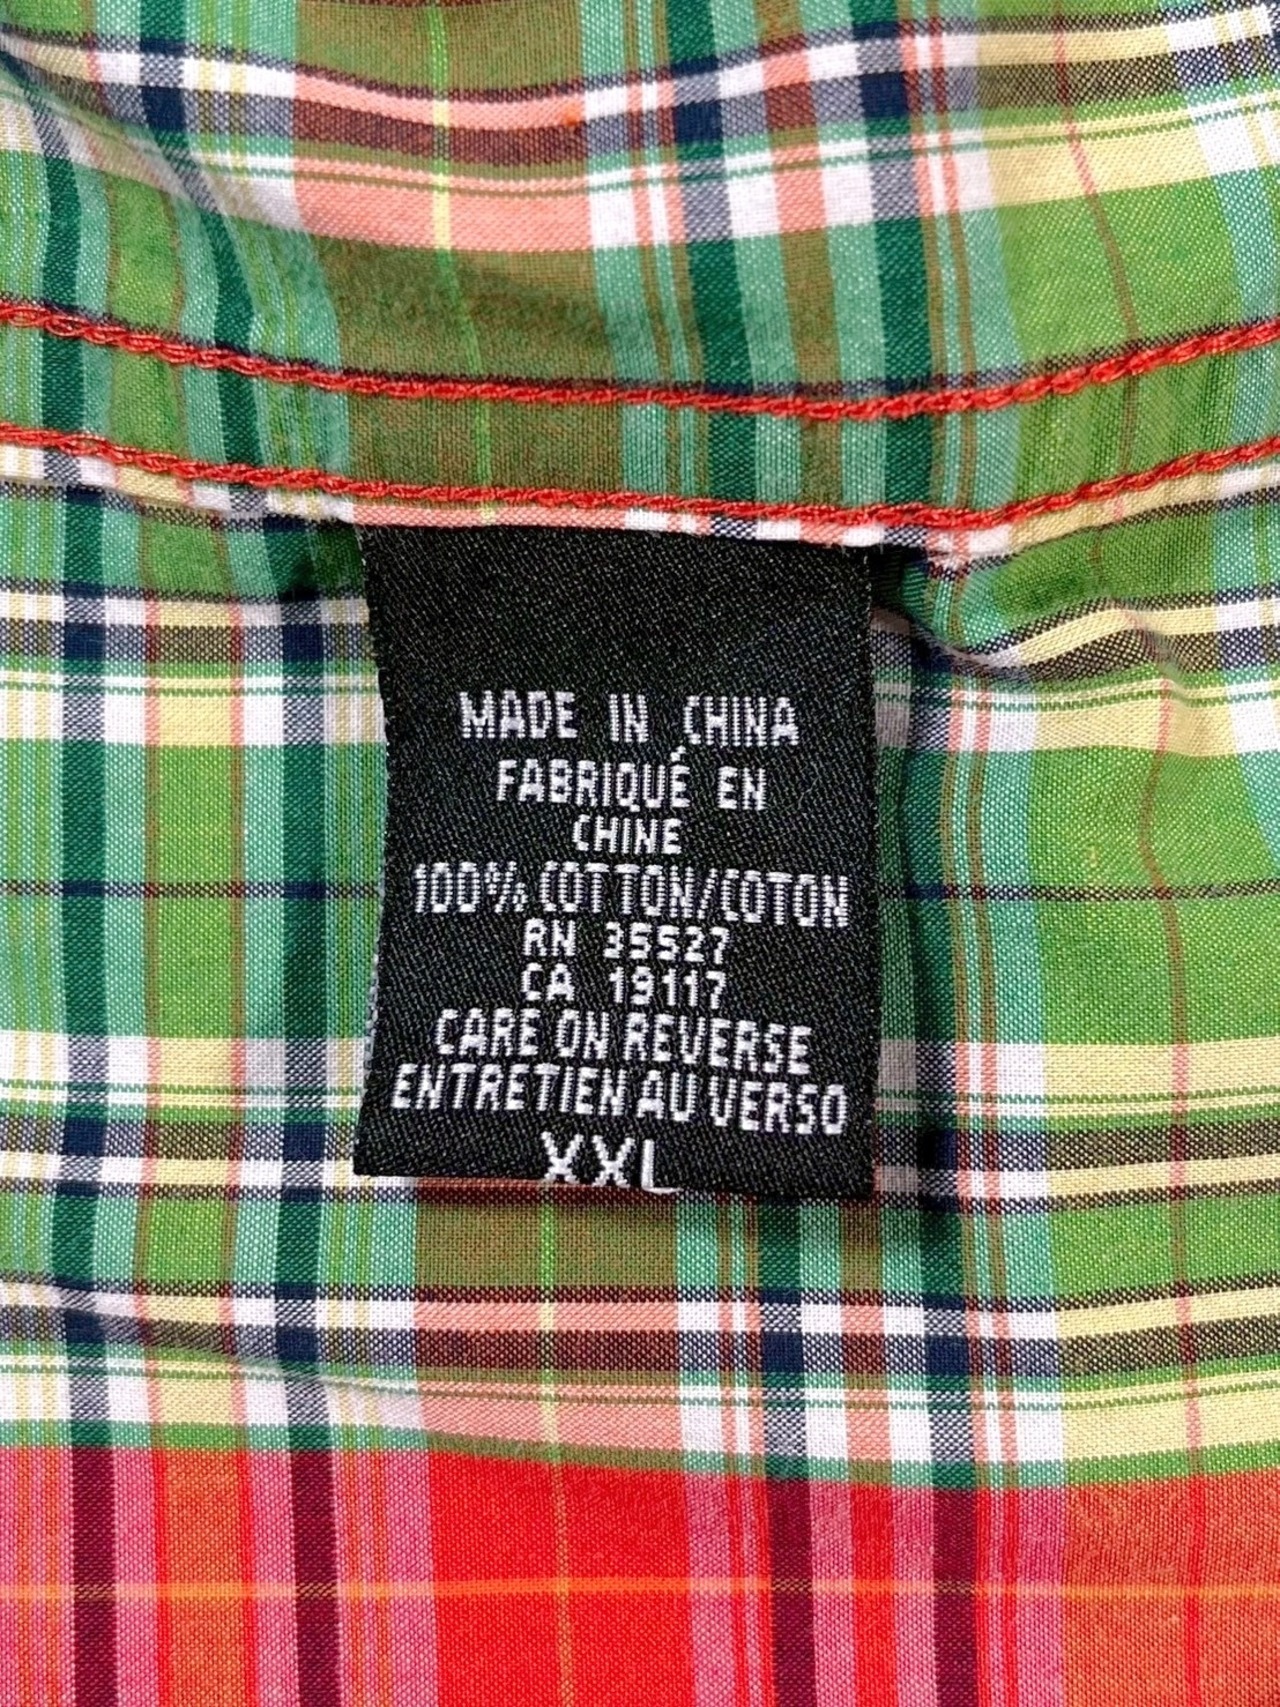 MADE IN CHINA
FABRIQUÉ EN
CHINE
100% COTTON/COTON
RN 35527
CA 19117
CARE ON REVERSE
ENTRETIEN AU VERSO
XXL